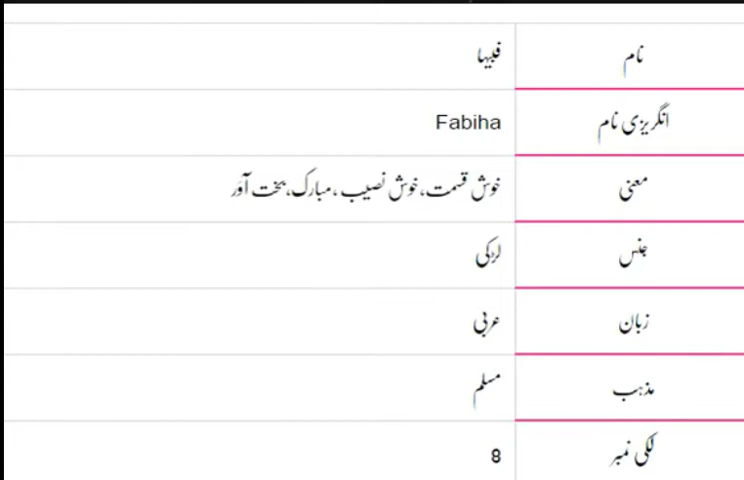 نام فبیہا
انگریزی نام Fabiha
معنی خوش قسمت، خوش نصیب، مبارک، بخت آوَر
جنس لڑکی
زبان عربی
مذہب مسلم
لکی نمبر 8